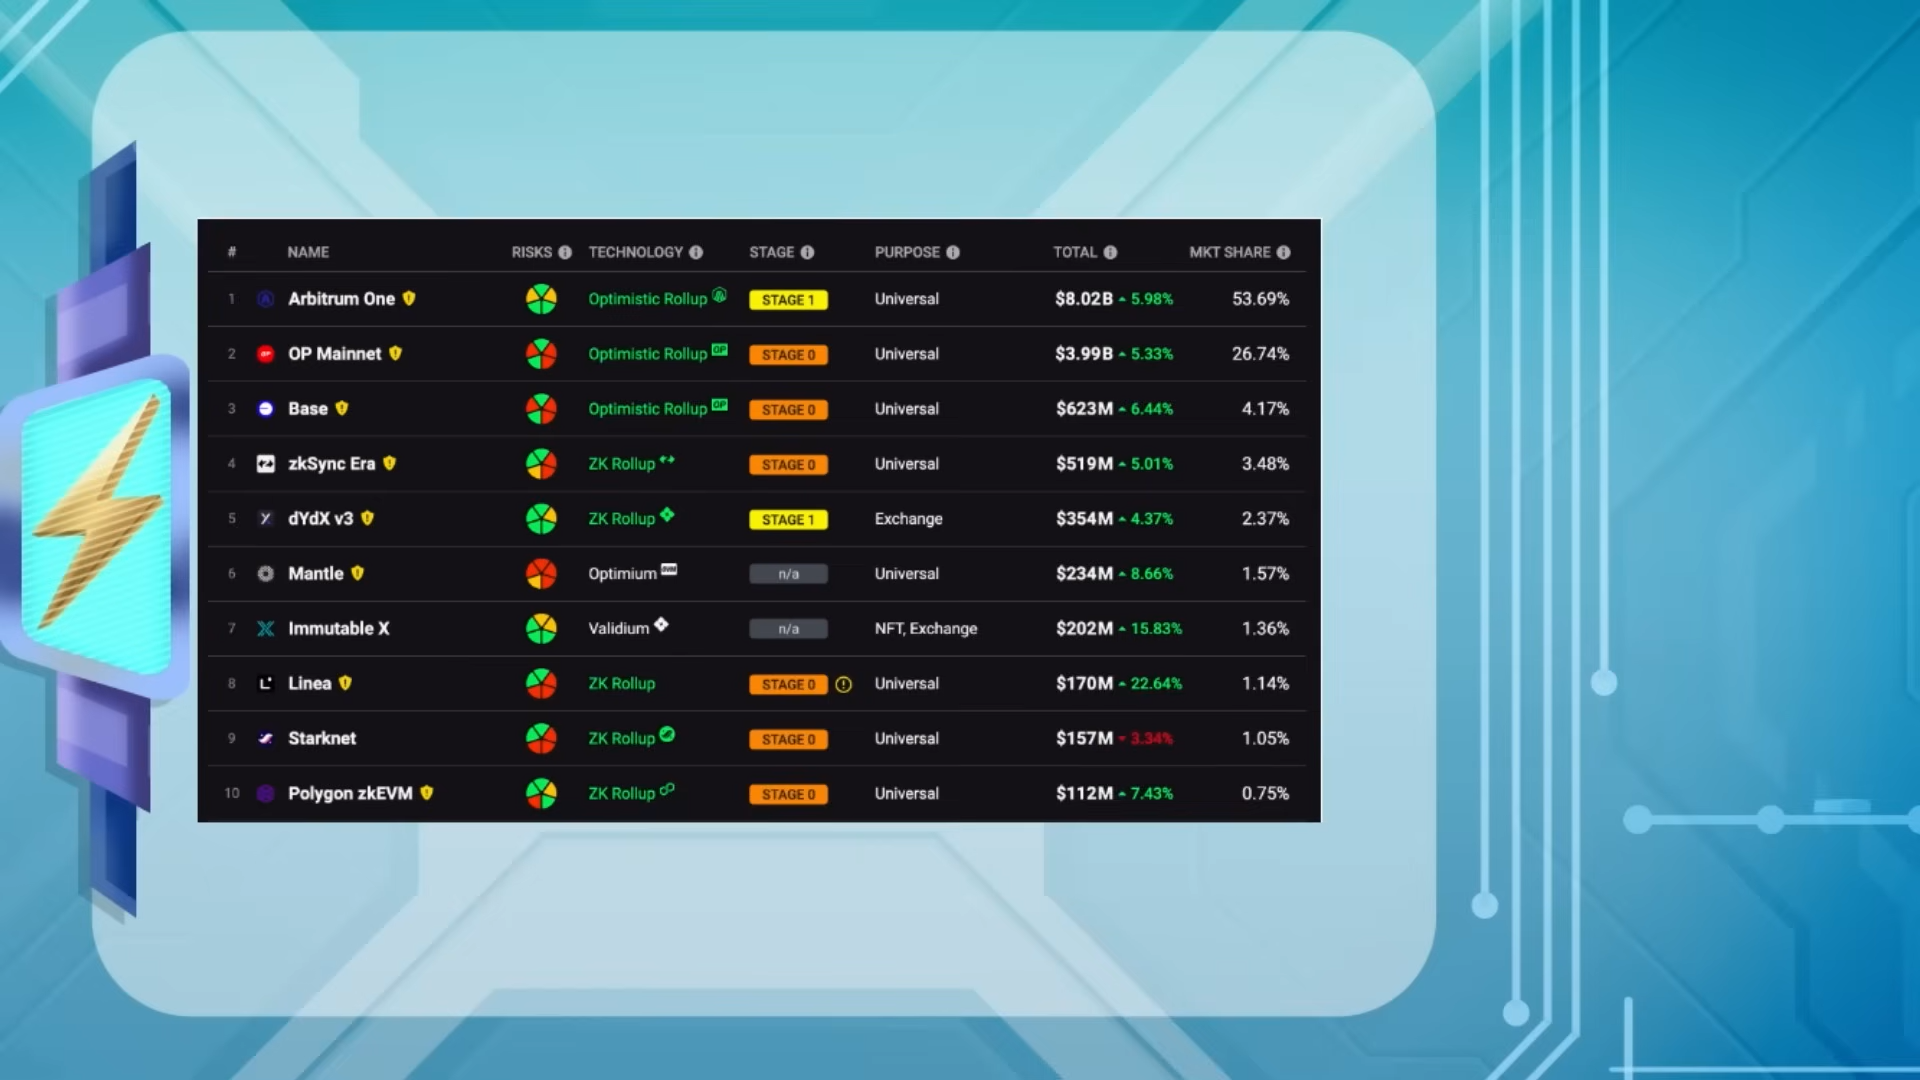 # NAME RISKS TECHNOLOGY STAGE PURPOSE TOTAL MKT SHARE
1 Arbitrum One Optimistic Rollup STAGE 1 Universal $8.02B 5.98% 53.69%
2 OP OP Mainnet Optimistic Rollup OP STAGE 0 Universal $3.99B 5.33% 26.74%
3 Base Optimistic Rollup OP STAGE 0 Universal $623M 6.44% 4.17%
4 zkSync Era ZK Rollup STAGE 0 Universal $519M 5.01% 3.48%
5 dYdX v3 ZK Rollup STAGE 1 Exchange $354M 4.37% 2.37%
6 Mantle Optimium n/a Universal $234M 8.66% 1.57%
7 Immutable X Validium n/a NFT, Exchange $202M 15.83% 1.36%
8 Linea ZK Rollup STAGE 0 Universal $170M 22.64% 1.14%
9 Starknet ZK Rollup STAGE 0 Universal $157M 3.34% 1.05%
10 Polygon zkEVM ZK Rollup STAGE 0 Universal $112M 7.43% 0.75%